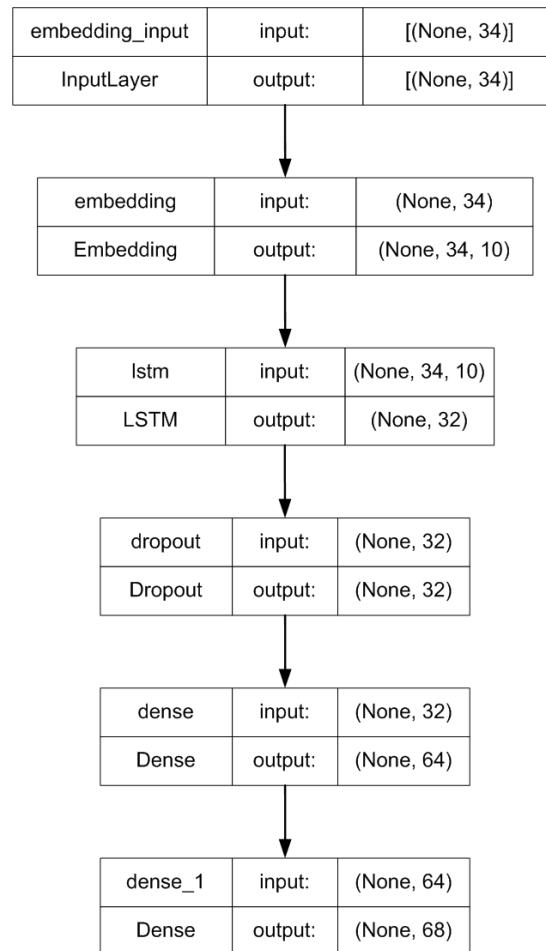 embedding_input input: [(None, 34)]
InputLayer output: [(None, 34)]
embedding input: (None, 34)
Embedding output: (None, 34, 10)
lstm input: (None, 34, 10)
LSTM output: (None, 32)
dropout input: (None, 32)
Dropout output: (None, 32)
dense input: (None, 32)
Dense output: (None, 64)
dense_1 input: (None, 64)
Dense output: (None, 68)